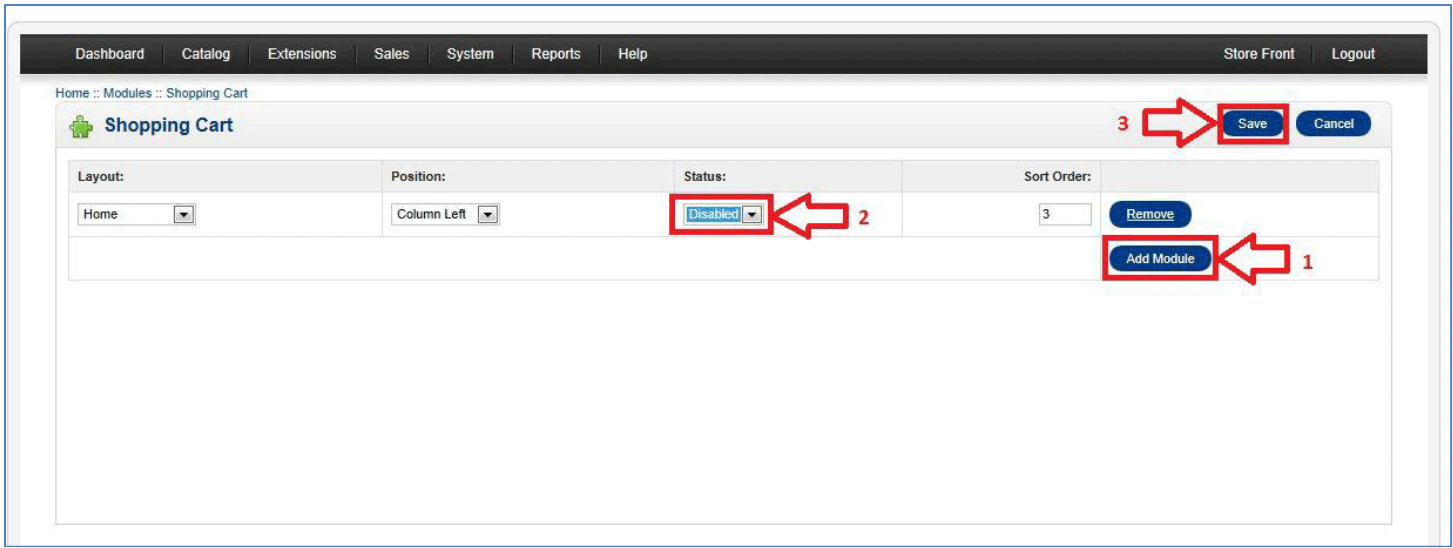 Dashboard Catalog Extensions Sales System Reports Help Store Front Logout
Home :: Modules :: Shopping Cart
Shopping Cart 3 Save Cancel
Layout: Position: Status: Sort Order:
Home Column Left Disabled 2 3 Remove
Add Module 1